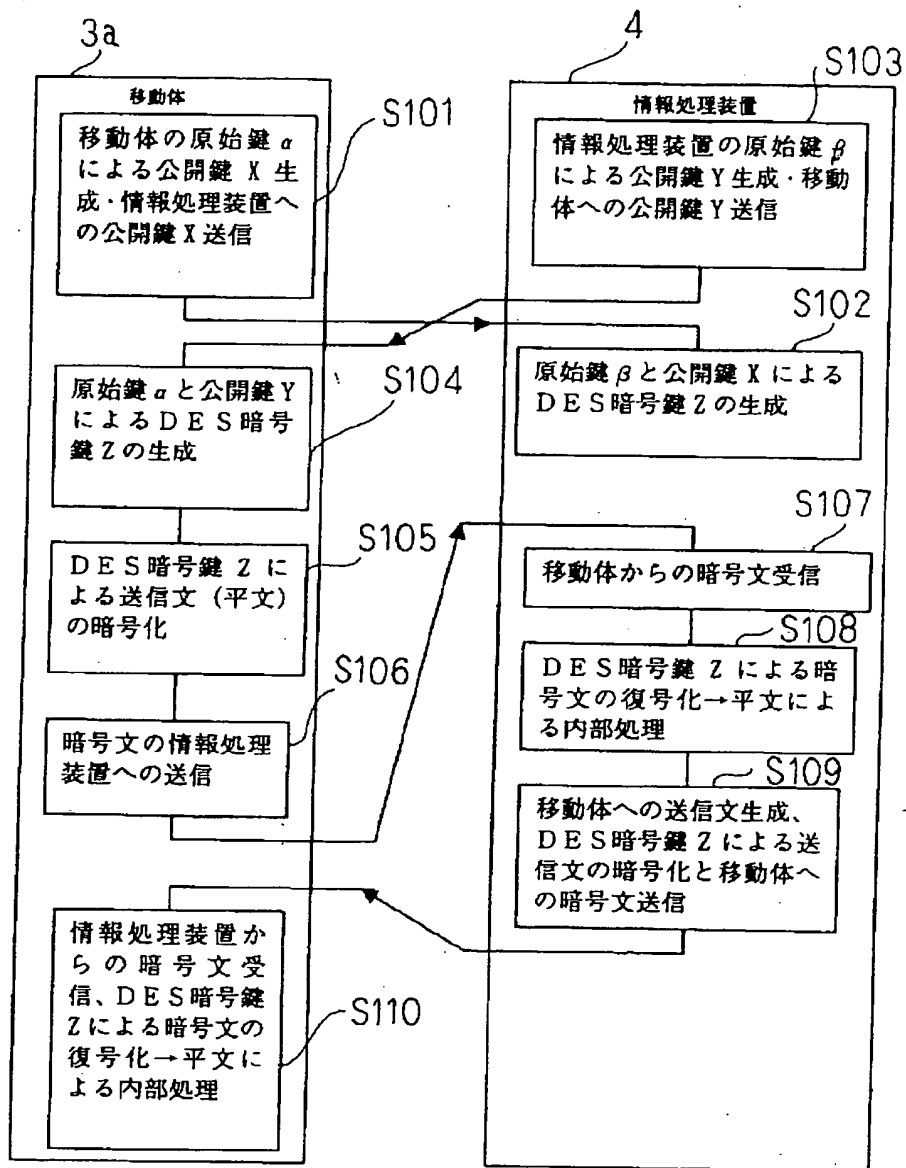 3a
移動体
S101
移動体の原始鍵α
による公開鍵X生
成・情報処理装置へ
の公開鍵X送信
S104
原始鍵αと公開鍵Y
によるDES暗号
鍵Zの生成
S105
DES暗号鍵Zに
よる送信文(平文)
の暗号化
S106
暗号文の情報処理
装置への送信
情報処理装置か
らの暗号文受
信、DES暗号鍵
Zによる暗号文の
復号化→平文に
よる内部処理
S110
4
情報処理装置
S103
情報処理装置の原始鍵β
による公開鍵Y生成・移動
体への公開鍵Y送信
S102
原始鍵βと公開鍵Xによる
DES暗号鍵Zの生成
S107
移動体からの暗号文受信
S108
DES暗号鍵Zによる暗
号文の復号化→平文によ
る内部処理
S109
移動体への送信文生成、
DES暗号鍵Zによる送
信文の暗号化と移動体へ
の暗号文送信